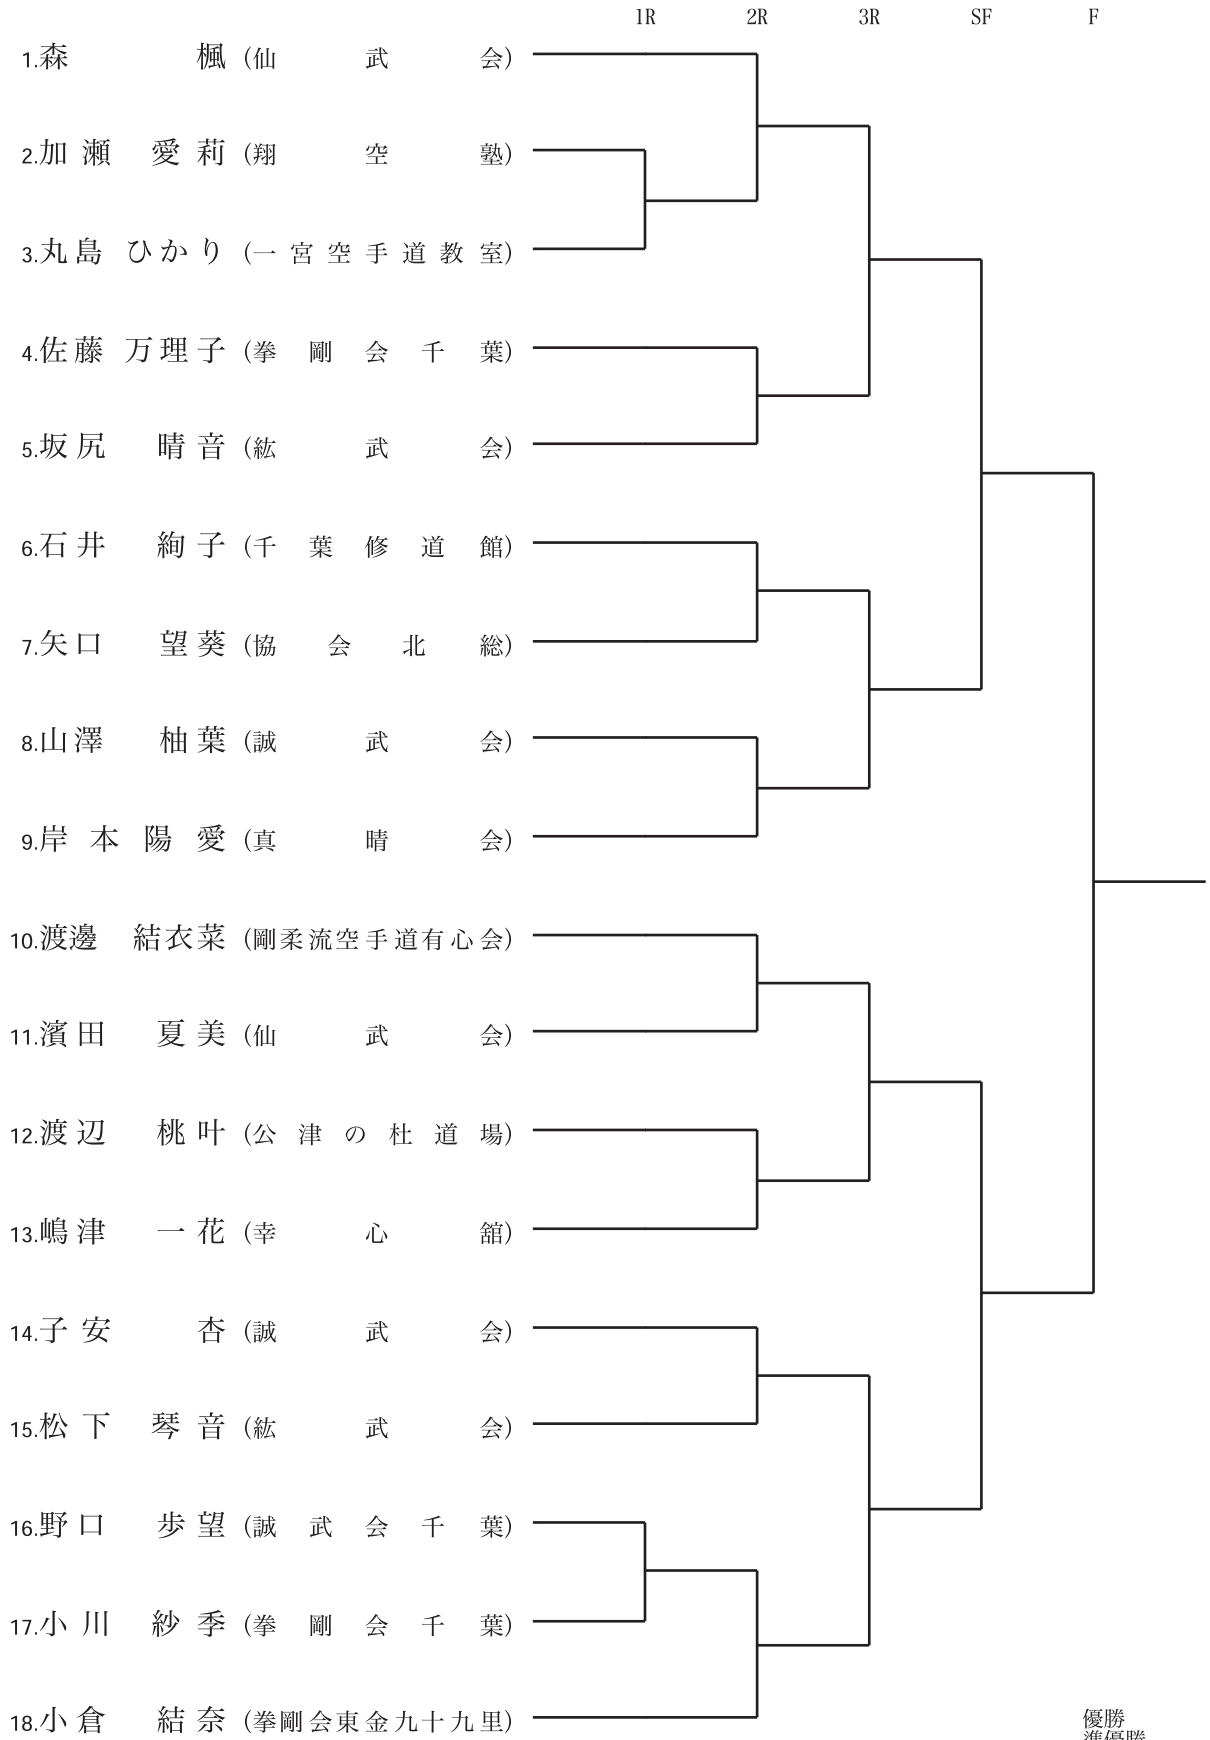 1R 2R 3R SF F
1.森 楓 (仙武会)
2.加瀬 愛莉 (翔空塾)
3.丸島 ひかり (一宮空手道教室)
4.佐藤 万理子 (拳剛会千葉)
5.坂尻 晴音 (紘武会)
6.石井 絢子 (千葉修道館)
7.矢口 望葵 (協会北総)
8.山澤 柚葉 (誠武会)
9.岸本陽愛 (真晴会)
10.渡邊 結衣菜 (剛柔流空手道有心会)
11.濱田 夏美 (仙武会)
12.渡辺 桃叶 (公津の杜道場)
13.嶋津 一花 (幸心舘)
14.子安 杏 (誠武会)
15.松下 琴音 (紘武会)
16.野口 歩望 (誠武会千葉)
17.小川 紗季 (拳剛会千葉)
18.小倉 結奈 (拳剛会東金九十九里)
優勝
準優勝